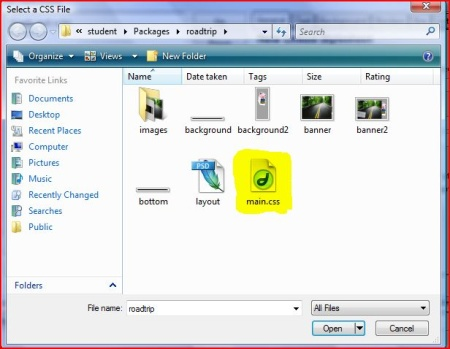 Select a CSS File
« student ▸ Packages ▸ roadtrip ▸
Search
Organize Views New Folder
Favorite Links
Documents
Desktop
Recent Places
Computer
Pictures
Music
Recently Changed
Searches
Public
Folders
Name Date taken Tags Size Rating
images background background2 banner banner2
PSD
bottom layout main.css
File name: roadtrip All Files
Open Cancel